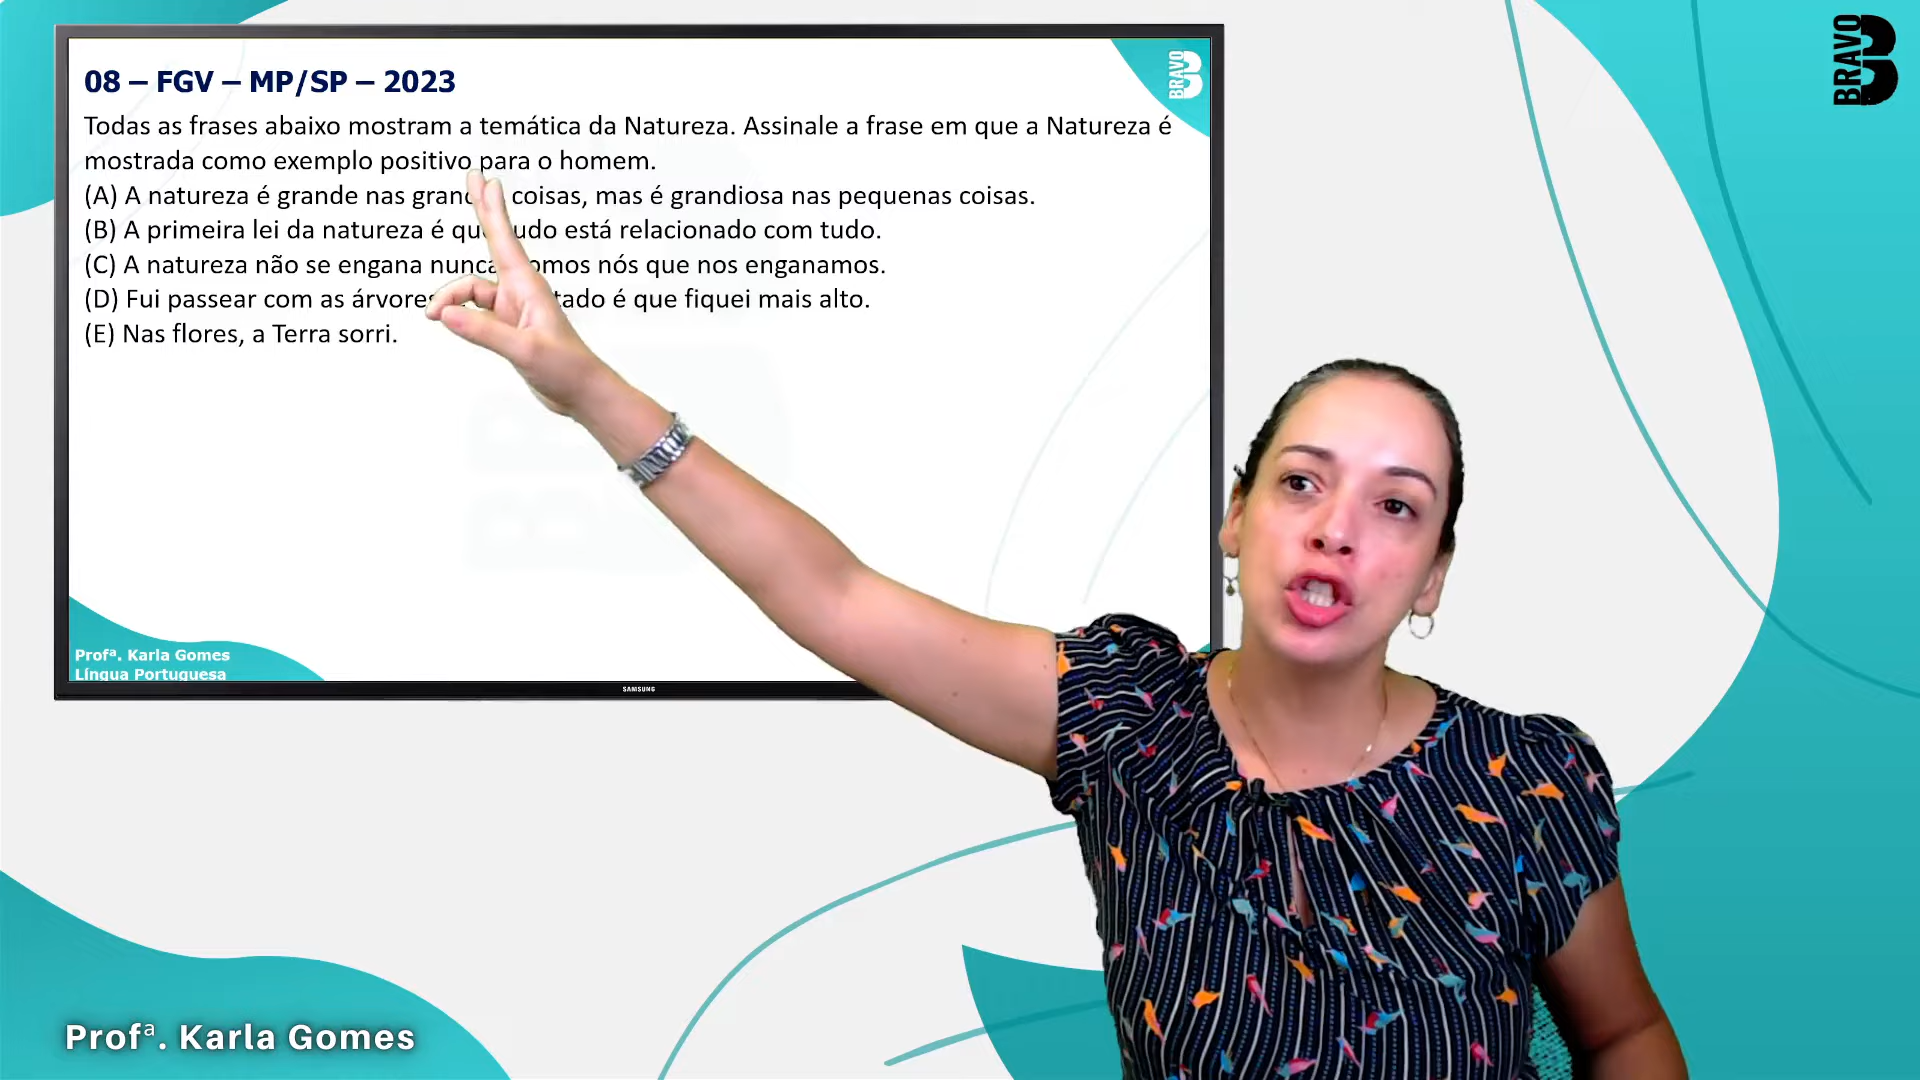 08 – FGV – MP/SP – 2023
BRAVO
BRAVO
Todas as frases abaixo mostram a temática da Natureza. Assinale a frase em que a Natureza é
mostrada como exemplo positivo para o homem.
(A) A natureza é grande nas coisas, mas é grandiosa nas pequenas coisas.
(B) A primeira lei da natureza é está relacionado com tudo.
(C) A natureza não se engana nós que nos enganamos.
(D) Fui passear com as é que fiquei mais alto.
(E) Nas flores, a Terra sorri.
Profª. Karla Gomes
Língua Portuguesa
SAMSUNG
Profª. Karla Gomes